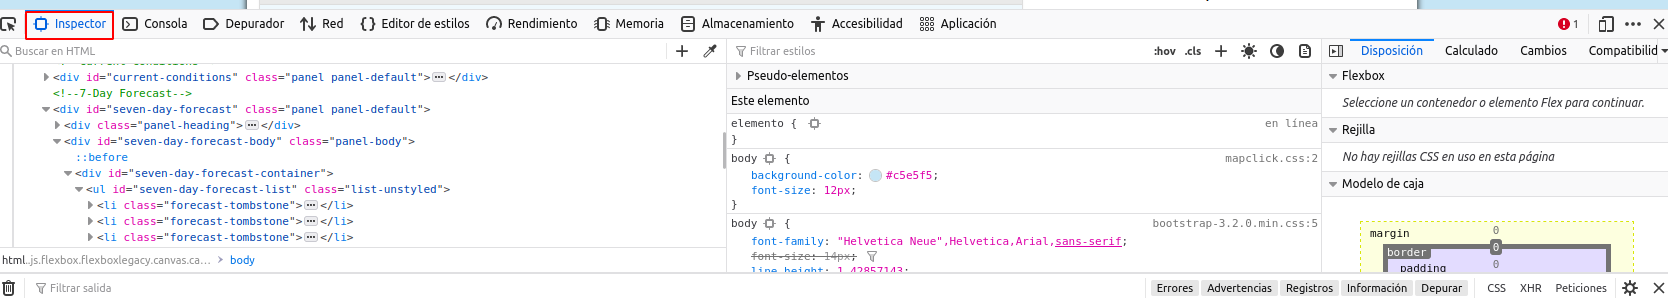 Inspector Consola Depurador Red Editor de estilos Rendimiento Memoria Almacenamiento Accesibilidad Aplicación 1
Buscar en HTML
<div id="current-conditions" class="panel panel-default"></div>
<!--7-Day Forecast-->
<div id="seven-day-forecast" class="panel panel-default">
<div class="panel-heading"></div>
<div id="seven-day-forecast-body" class="panel-body">
::before
<div id="seven-day-forecast-container">
<ul id="seven-day-forecast-list" class="list-unstyled">
<li class="forecast-tombstone"></li>
<li class="forecast-tombstone"></li>
<li class="forecast-tombstone"></li>
html.js.flexbox.flexboxlegacy.canvas.ca... > body
Filtrar estilos :hov .cls
Pseudo-elementos
Este elemento
elemento { en línea
}
body { mapclick.css:2
background-color: #c5e5f5;
font-size: 12px;
}
body { bootstrap-3.2.0.min.css:5
font-family: "Helvetica Neue",Helvetica,Arial,sans-serif;
font-size: 14px;
line-height: 1.42857143;
Disposición Calculado Cambios Compatibilid
Flexbox
Seleccione un contenedor o elemento Flex para continuar.
Rejilla
No hay rejillas CSS en uso en esta página
Modelo de caja
margin 0
border 0
padding 0
Filtrar salida
Errores Advertencias Registros Información Depurar CSS XHR Peticiones